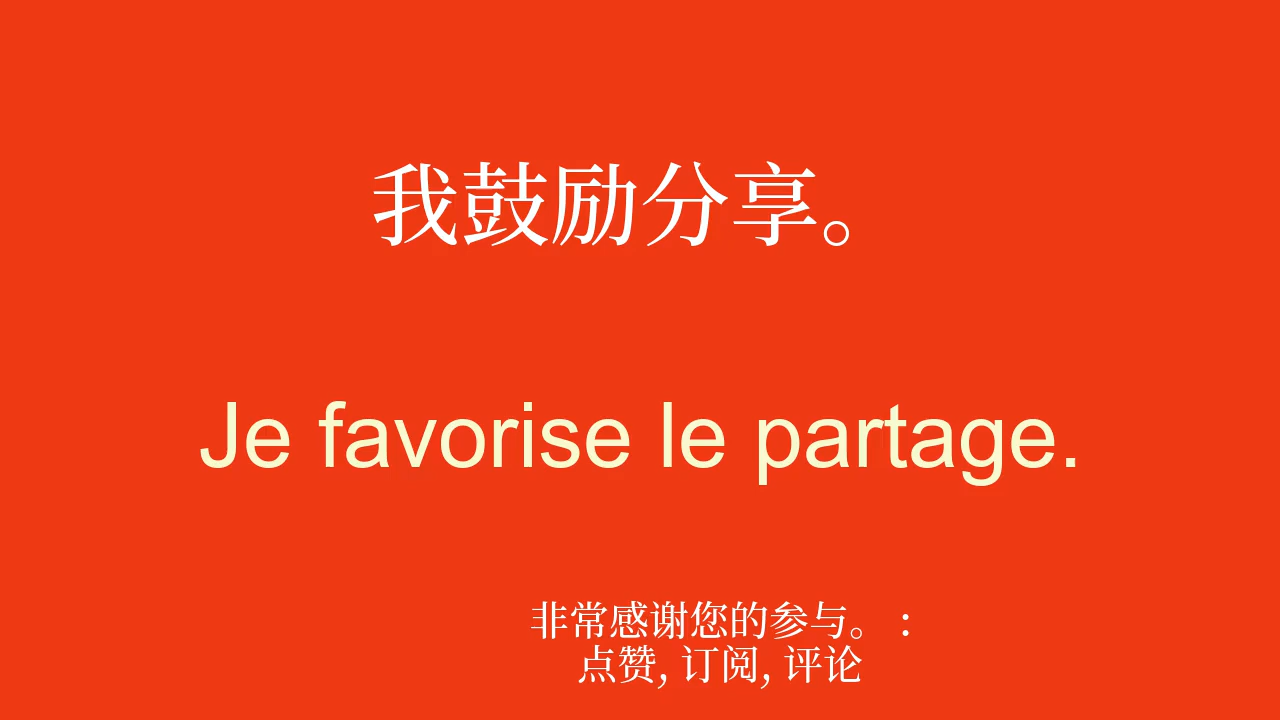 我鼓励分享。
Je favorise le partage.
非常感谢您的参与。 :
点赞, 订阅, 评论